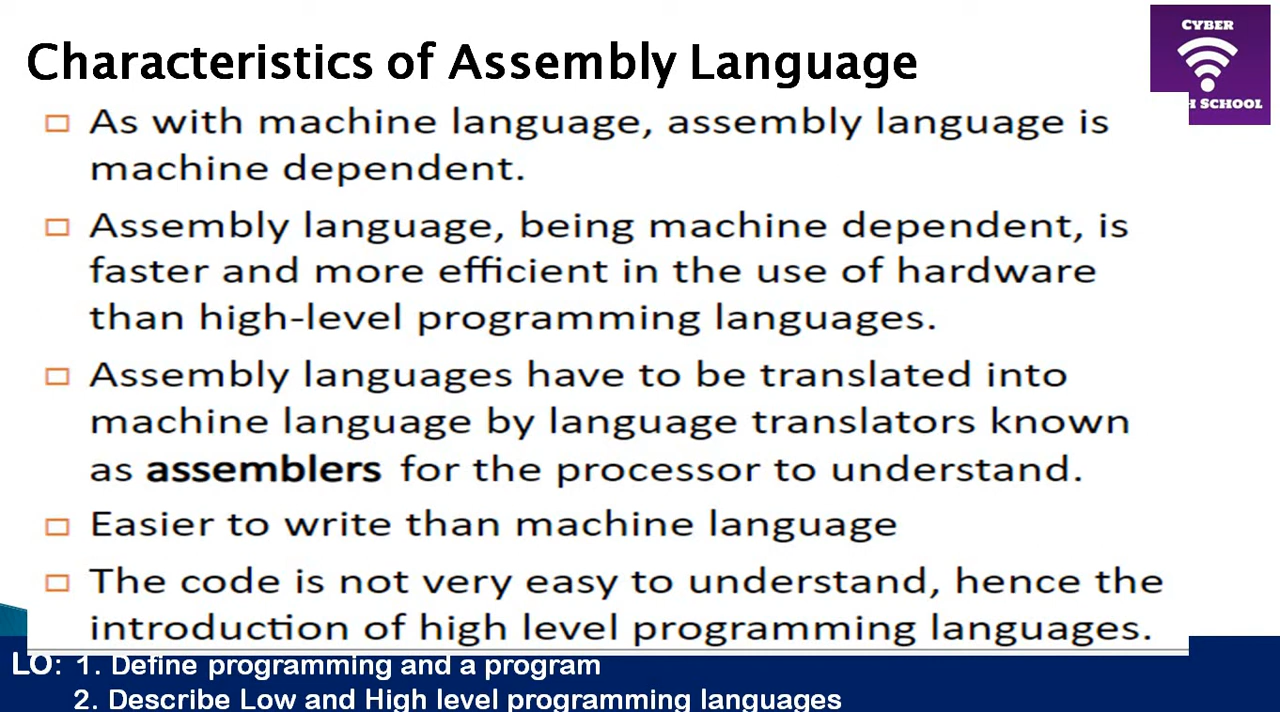 CYBER
H SCHOOL
Characteristics of Assembly Language
As with machine language, assembly language is
machine dependent.
Assembly language, being machine dependent, is
faster and more efficient in the use of hardware
than high-level programming languages.
Assembly languages have to be translated into
machine language by language translators known
as assemblers for the processor to understand.
Easier to write than machine language
The code is not very easy to understand, hence the
introduction of high level programming languages.
LO: 1. Define programming and a program
2. Describe Low and High level programming languages